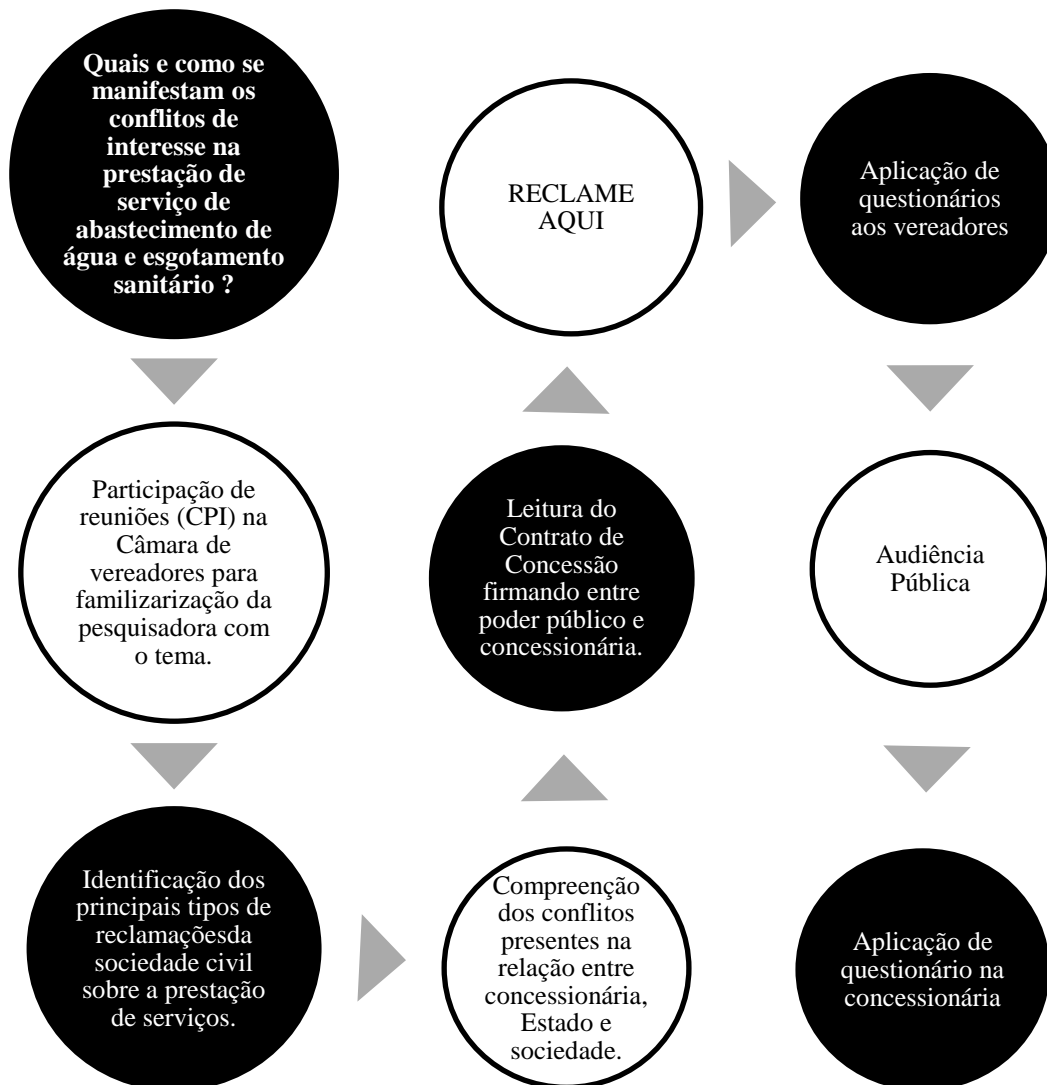 Quais e como se
manifestam os
conflitos de
interesse na
prestação de
serviço de
abastecimento de
água e esgotamento
sanitário ?
Participação de
reuniões (CPI) na
Câmara de
vereadores para
familizarização da
pesquisadora com
o tema.
Identificação dos
principais tipos de
reclamaçõesda
sociedade civil
sobre a prestação
de serviços.
Compreenção
dos conflitos
presentes na
relação entre
concessionária,
Estado e
sociedade.
Leitura do
Contrato de
Concessão
firmando entre
poder público e
concessionária.
RECLAME
AQUI
Aplicação de
questionários
aos vereadores
Audiência
Pública
Aplicação de
questionário na
concessionária